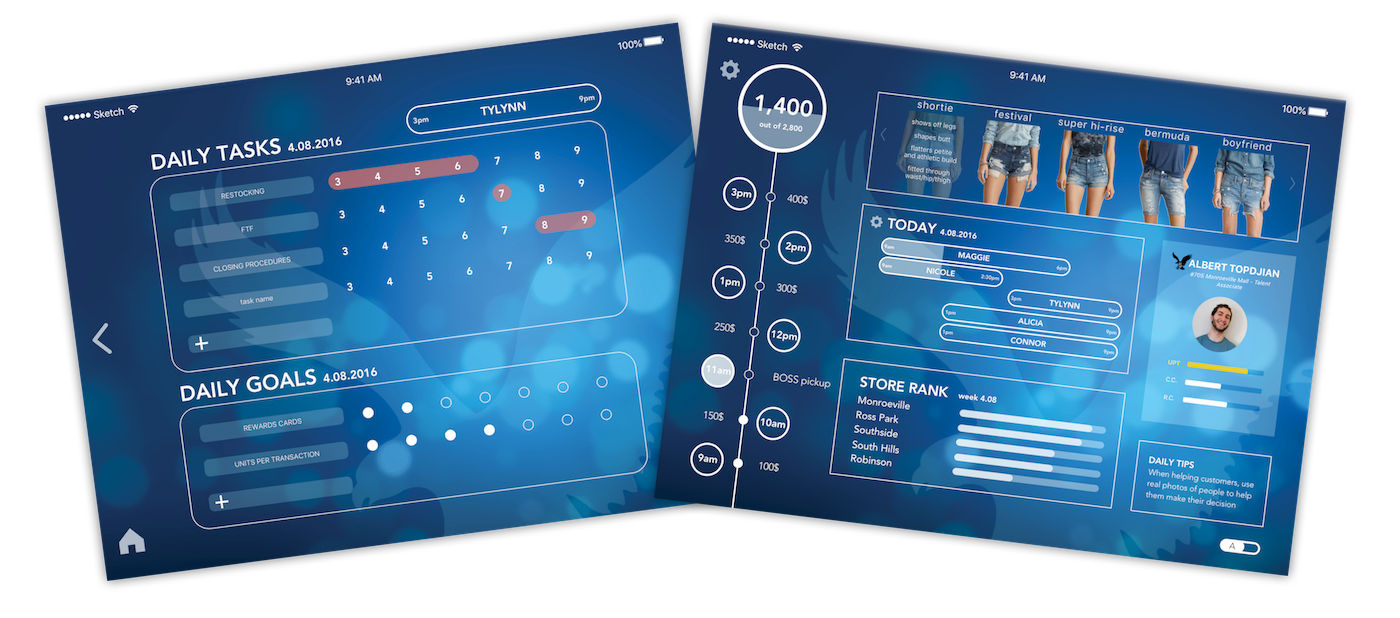 Sketch
9:41 AM
100%
3pm TYLYNN 9pm
DAILY TASKS 4.08.2016
RESTOCKING 3 4 5 6 7 8 9
FTF 3 4 5 6 7 8 9
CLOSING PROCEDURES 3 4 5 6 7 8 9
task name 3 4 5 6 7 8 9
+
DAILY GOALS 4.08.2016
REWARDS CARDS
UNITS PER TRANSACTION
+
Sketch
9:41 AM
100%
1,400
out of 2,800
3pm 400$
350$ 2pm
1pm 300$
250$ 12pm
11am BOSS pickup
150$ 10am
9am 100$
shortie
shows off legs
shapes butt
flatters petite
and athletic build
fitted through
waist/hip/thigh
festival
super hi-rise
bermuda
boyfriend
TODAY 4.08.2016
9am MAGGIE 6pm
9am NICOLE 2:30pm
3pm TYLYNN 9pm
1pm ALICIA 9pm
1pm CONNOR 9pm
STORE RANK week 4.08
Monroeville
Ross Park
Southside
South Hills
Robinson
ALBERT TOPDJIAN
#705 Monroeville Mall - Talent
Associate
UPT
C.C.
R.C.
DAILY TIPS
When helping customers, use
real photos of people to help
them make their decision
A